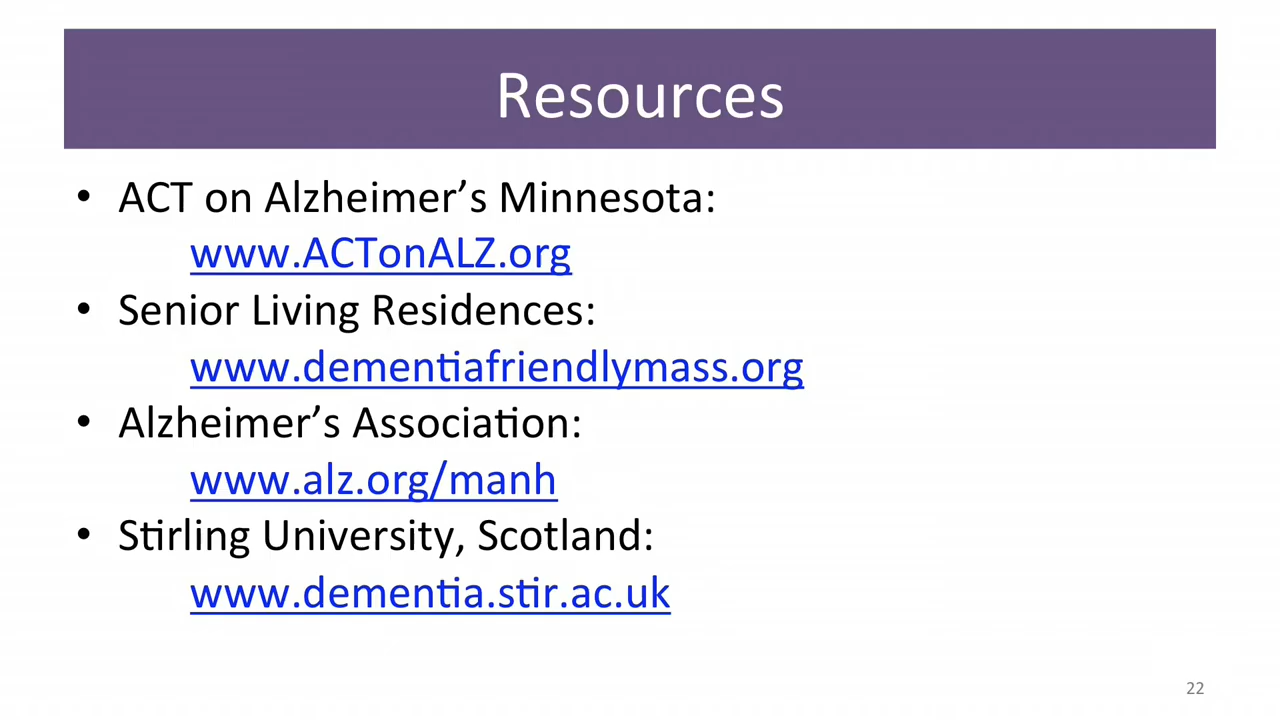 Resources
• ACT on Alzheimer’s Minnesota:
www.ACTonALZ.org
• Senior Living Residences:
www.dementiafriendlymass.org
• Alzheimer’s Association:
www.alz.org/manh
• Stirling University, Scotland:
www.dementia.stir.ac.uk
22